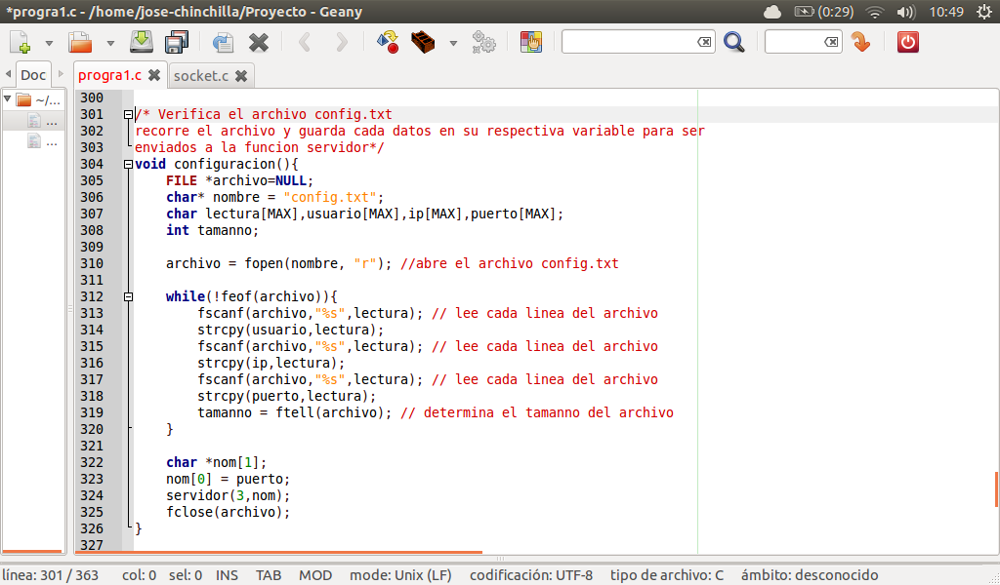 *progra1.c - /home/jose-chinchilla/Proyecto - Geany
(0:29)
10:49
Doc
progra1.c
socket.c
~/...
...
...
300
301 /* Verifica el archivo config.txt
302 recorre el archivo y guarda cada datos en su respectiva variable para ser
303 enviados a la funcion servidor*/
304 void configuracion(){
305 FILE *archivo=NULL;
306 char* nombre = "config.txt";
307 char lectura[MAX],usuario[MAX],ip[MAX],puerto[MAX];
308 int tamanno;
309
310 archivo = fopen(nombre, "r"); //abre el archivo config.txt
311
312 while(!feof(archivo)){
313 fscanf(archivo,"%s",lectura); // lee cada linea del archivo
314 strcpy(usuario,lectura);
315 fscanf(archivo,"%s",lectura); // lee cada linea del archivo
316 strcpy(ip,lectura);
317 fscanf(archivo,"%s",lectura); // lee cada linea del archivo
318 strcpy(puerto,lectura);
319 tamanno = ftell(archivo); // determina el tamanno del archivo
320 }
321
322 char *nom[1];
323 nom[0] = puerto;
324 servidor(3,nom);
325 fclose(archivo);
326 }
327
línea: 301 / 363 col: 0 sel: 0 INS TAB MOD mode: Unix (LF) codificación: UTF-8 tipo de archivo: C ámbito: desconocido